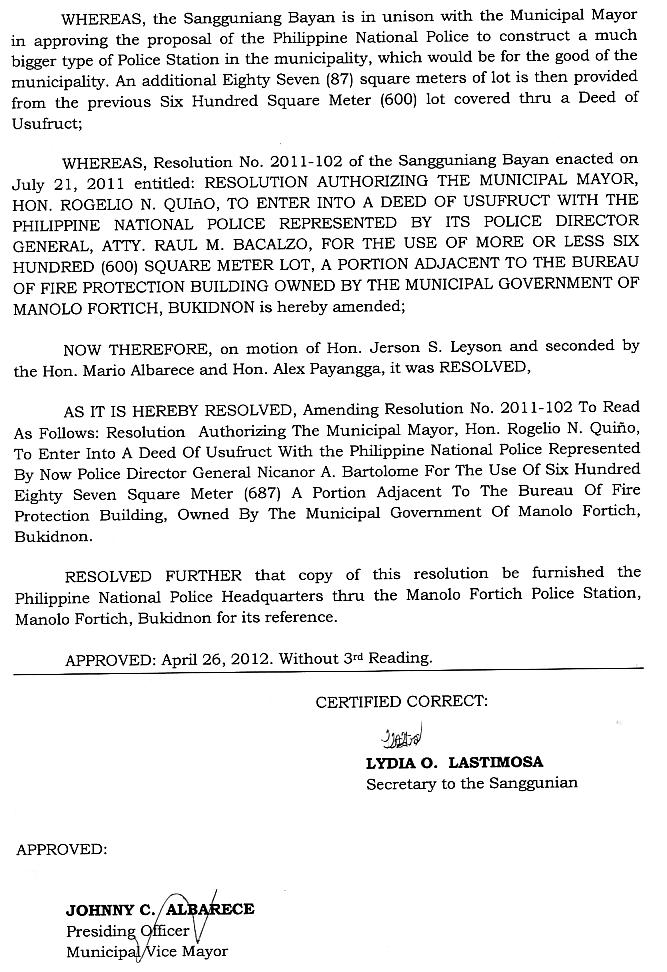 WHEREAS, the Sangguniang Bayan is in unison with the Municipal Mayor
in approving the proposal of the Philippine National Police to construct a much
bigger type of Police Station in the municipality, which would be for the good of the
municipality. An additional Eighty Seven (87) square meters of lot is then provided
from the previous Six Hundred Square Meter (600) lot covered thru a Deed of
Usufruct;
WHEREAS, Resolution No. 2011-102 of the Sangguniang Bayan enacted on
July 21, 2011 entitled: RESOLUTION AUTHORIZING THE MUNICIPAL MAYOR,
HON. ROGELIO N. QUIñO, TO ENTER INTO A DEED OF USUFRUCT WITH THE
PHILIPPINE NATIONAL POLICE REPRESENTED BY ITS POLICE DIRECTOR
GENERAL, ATTY. RAUL M. BACALZO, FOR THE USE OF MORE OR LESS SIX
HUNDRED (600) SQUARE METER LOT, A PORTION ADJACENT TO THE BUREAU
OF FIRE PROTECTION BUILDING OWNED BY THE MUNICIPAL GOVERNMENT OF
MANOLO FORTICH, BUKIDNON is hereby amended;
NOW THEREFORE, on motion of Hon. Jerson S. Leyson and seconded by
the Hon. Mario Albarece and Hon. Alex Payangga, it was RESOLVED,
AS IT IS HEREBY RESOLVED, Amending Resolution No. 2011-102 To Read
As Follows: Resolution Authorizing The Municipal Mayor, Hon. Rogelio N. Quiño,
To Enter Into A Deed Of Usufruct With the Philippine National Police Represented
By Now Police Director General Nicanor A. Bartolome For The Use Of Six Hundred
Eighty Seven Square Meter (687) A Portion Adjacent To The Bureau Of Fire
Protection Building, Owned By The Municipal Government Of Manolo Fortich,
Bukidnon.
RESOLVED FURTHER that copy of this resolution be furnished the
Philippine National Police Headquarters thru the Manolo Fortich Police Station,
Manolo Fortich, Bukidnon for its reference.
APPROVED: April 26, 2012. Without 3rd Reading.
CERTIFIED CORRECT:
LYDIA O. LASTIMOSA
Secretary to the Sanggunian
APPROVED:
JOHNNY C. ALBARECE
Presiding Officer
Municipal Vice Mayor